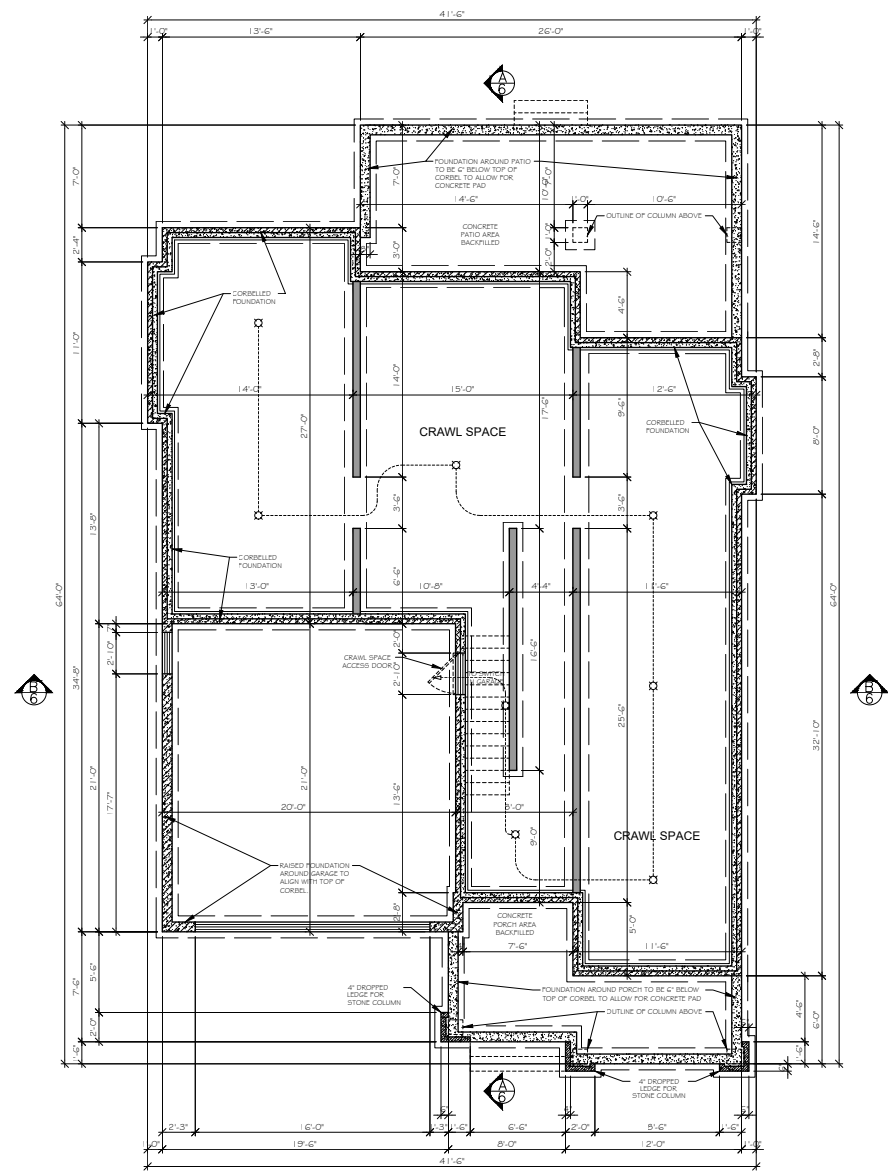 41'-6"
1'-0" 13'-6" 26'-0" 1'-0"
A
6
7'-0"
2'-4"
11'-0"
64'-0"
13'-8"
34'-8"
2'-10"
21'-0"
17'-7"
7'-6"
5'-6"
2'-0"
1'-6"
FOUNDATION AROUND PATIO
TO BE 6" BELOW TOP OF
CORBEL TO ALLOW FOR
CONCRETE PAD
7'-0"
14'-6" 1'-0" 10'-6"
OUTLINE OF COLUMN ABOVE
CONCRETE
PATIO AREA
BACKFILLED
3'-0"
1'-0"
2'-0"
14'-6"
4'-6"
2'-8"
8'-0"
64'-0"
32'-10"
CORBELLED
FOUNDATION
14'-0" 15'-0" 12'-6"
14'-0"
27'-0"
17'-6"
9'-6"
CRAWL SPACE
CORBELLED
FOUNDATION
3'-6"
3'-6"
CORBELLED
FOUNDATION
6'-6"
13'-0" 10'-8" 4'-4" 11'-6"
2'-0"
CRAWL SPACE
ACCESS DOOR
2'-10"
16'-6"
25'-6"
B
6
B
6
21'-0"
13'-6"
20'-0"
9'-0"
CRAWL SPACE
RAISED FOUNDATION
AROUND GARAGE TO
ALIGN WITH TOP OF
CORBEL
2'-8"
CONCRETE
PORCH AREA
BACKFILLED
5'-0"
7'-6" 11'-6"
4" DROPPED
LEDGE FOR
STONE COLUMN
FOUNDATION AROUND PORCH TO BE 6" BELOW
TOP OF CORBEL TO ALLOW FOR CONCRETE PAD
OUTLINE OF COLUMN ABOVE
4'-6"
6'-0"
1'-6"
4" DROPPED
LEDGE FOR
STONE COLUMN
A
6
2'-3" 16'-0" 1'-3" 1'-6" 6'-6" 2'-0" 8'-6" 1'-6"
19'-6" 8'-0" 12'-0" 1'-0"
41'-6"